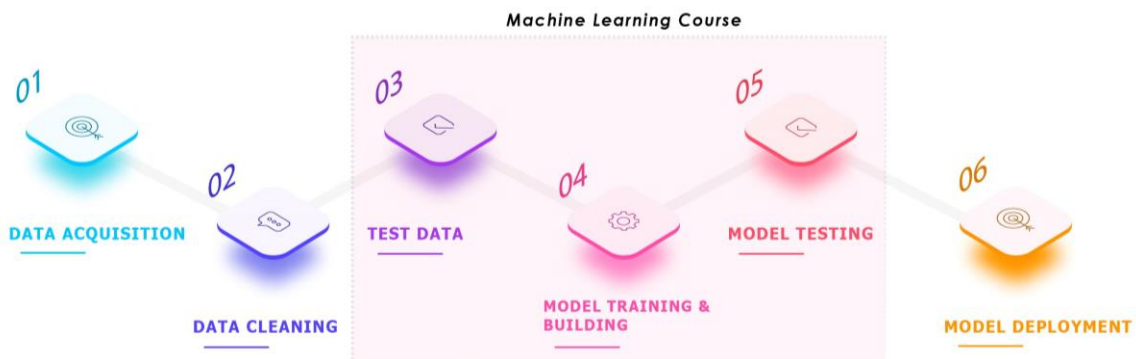 Machine Learning Course
01
DATA ACQUISITION
02
DATA CLEANING
03
TEST DATA
04
MODEL TRAINING &
BUILDING
05
MODEL TESTING
06
MODEL DEPLOYMENT